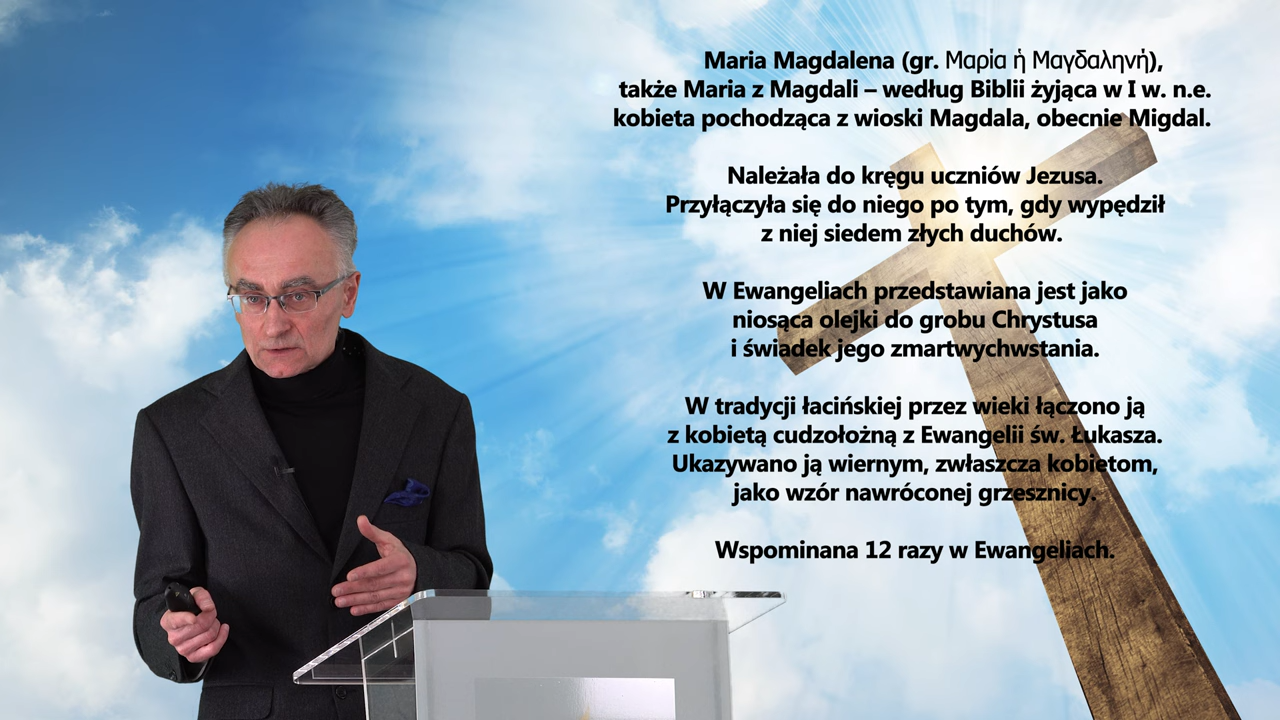 Maria Magdalena (gr. Μαρία ἡ Μαγδαληνή),
także Maria z Magdali – według Biblii żyjąca w I w. n.e.
kobieta pochodząca z wioski Magdala, obecnie Migdal.
Należała do kręgu uczniów Jezusa.
Przyłączyła się do niego po tym, gdy wypędził
z niej siedem złych duchów.
W Ewangeliach przedstawiana jest jako
niosąca olejki do grobu Chrystusa
i świadek jego zmartwychwstania.
W tradycji łacińskiej przez wieki łączono ją
z kobietą cudzołożną z Ewangelii św. Łukasza.
Ukazywano ją wiernym, zwłaszcza kobietom,
jako wzór nawróconej grzesznicy.
Wspominana 12 razy w Ewangeliach.